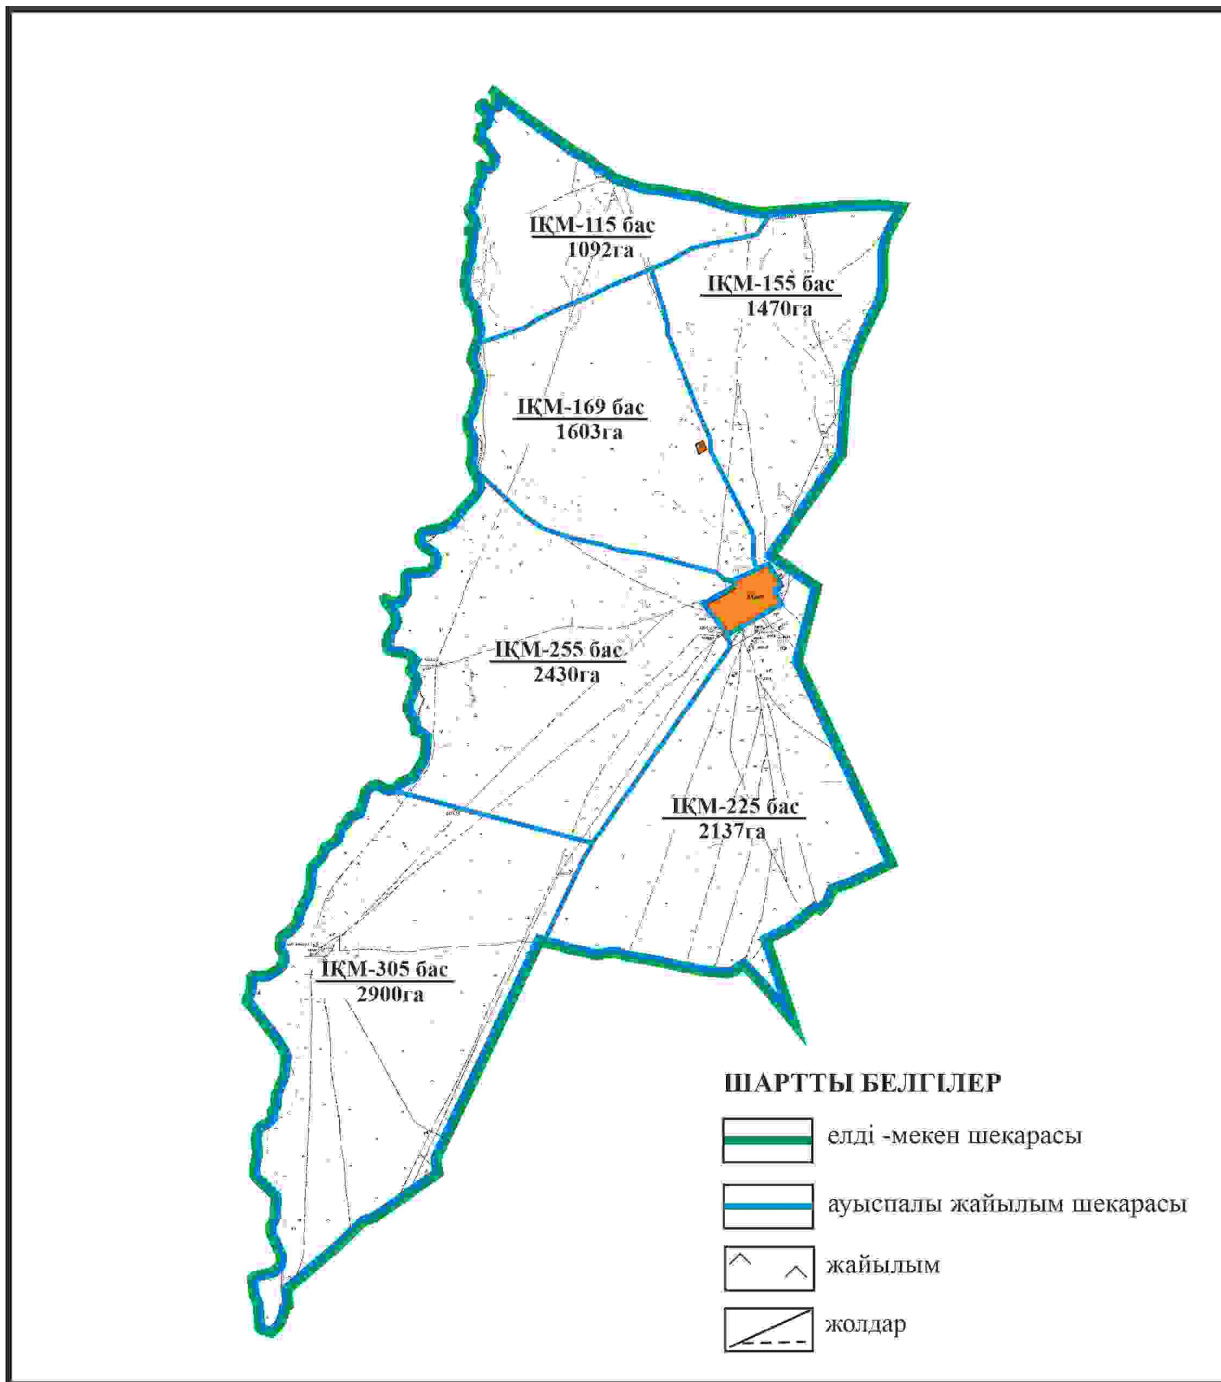 ІҚМ-115 бас
1092га
ІҚМ-155 бас
1470га
ІҚМ-169 бас
1603га
ІҚМ-255 бас
2430га
ІҚМ-225 бас
2137га
ІҚМ-305 бас
2900га
ШАРТТЫ БЕЛГІЛЕР
елді -мекен шекарасы
ауыспалы жайылым шекарасы
жайылым
жолдар